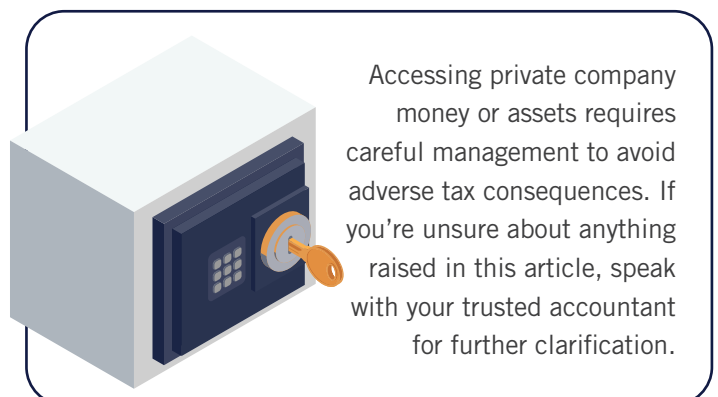 Accessing private company
money or assets requires
careful management to avoid
adverse tax consequences. If
you’re unsure about anything
raised in this article, speak
with your trusted accountant
for further clarification.